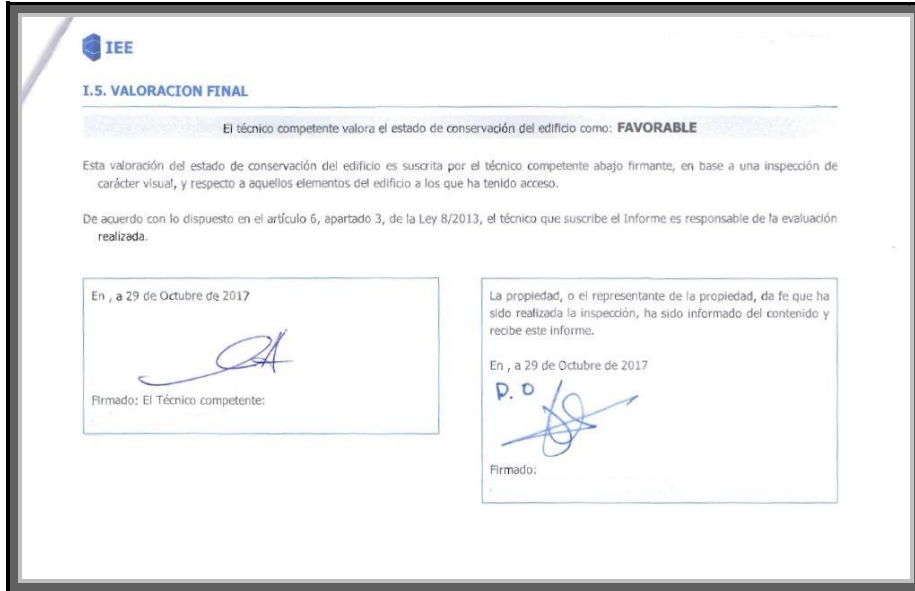 IEE
I.5. VALORACION FINAL
El técnico competente valora el estado de conservación del edificio como: FAVORABLE
Esta valoración del estado de conservación del edificio es suscrita por el técnico competente abajo firmante, en base a una inspección de
carácter visual, y respecto a aquellos elementos del edificio a los que ha tenido acceso.
De acuerdo con lo dispuesto en el artículo 6, apartado 3, de la Ley 8/2013, el técnico que suscribe el Informe es responsable de la evaluación
realizada.
En , a 29 de Octubre de 2017
Firmado: El Técnico competente:
La propiedad, o el representante de la propiedad, da fe que ha
sido realizada la inspección, ha sido informado del contenido y
recibe este informe.
En , a 29 de Octubre de 2017
P. O
Firmado: